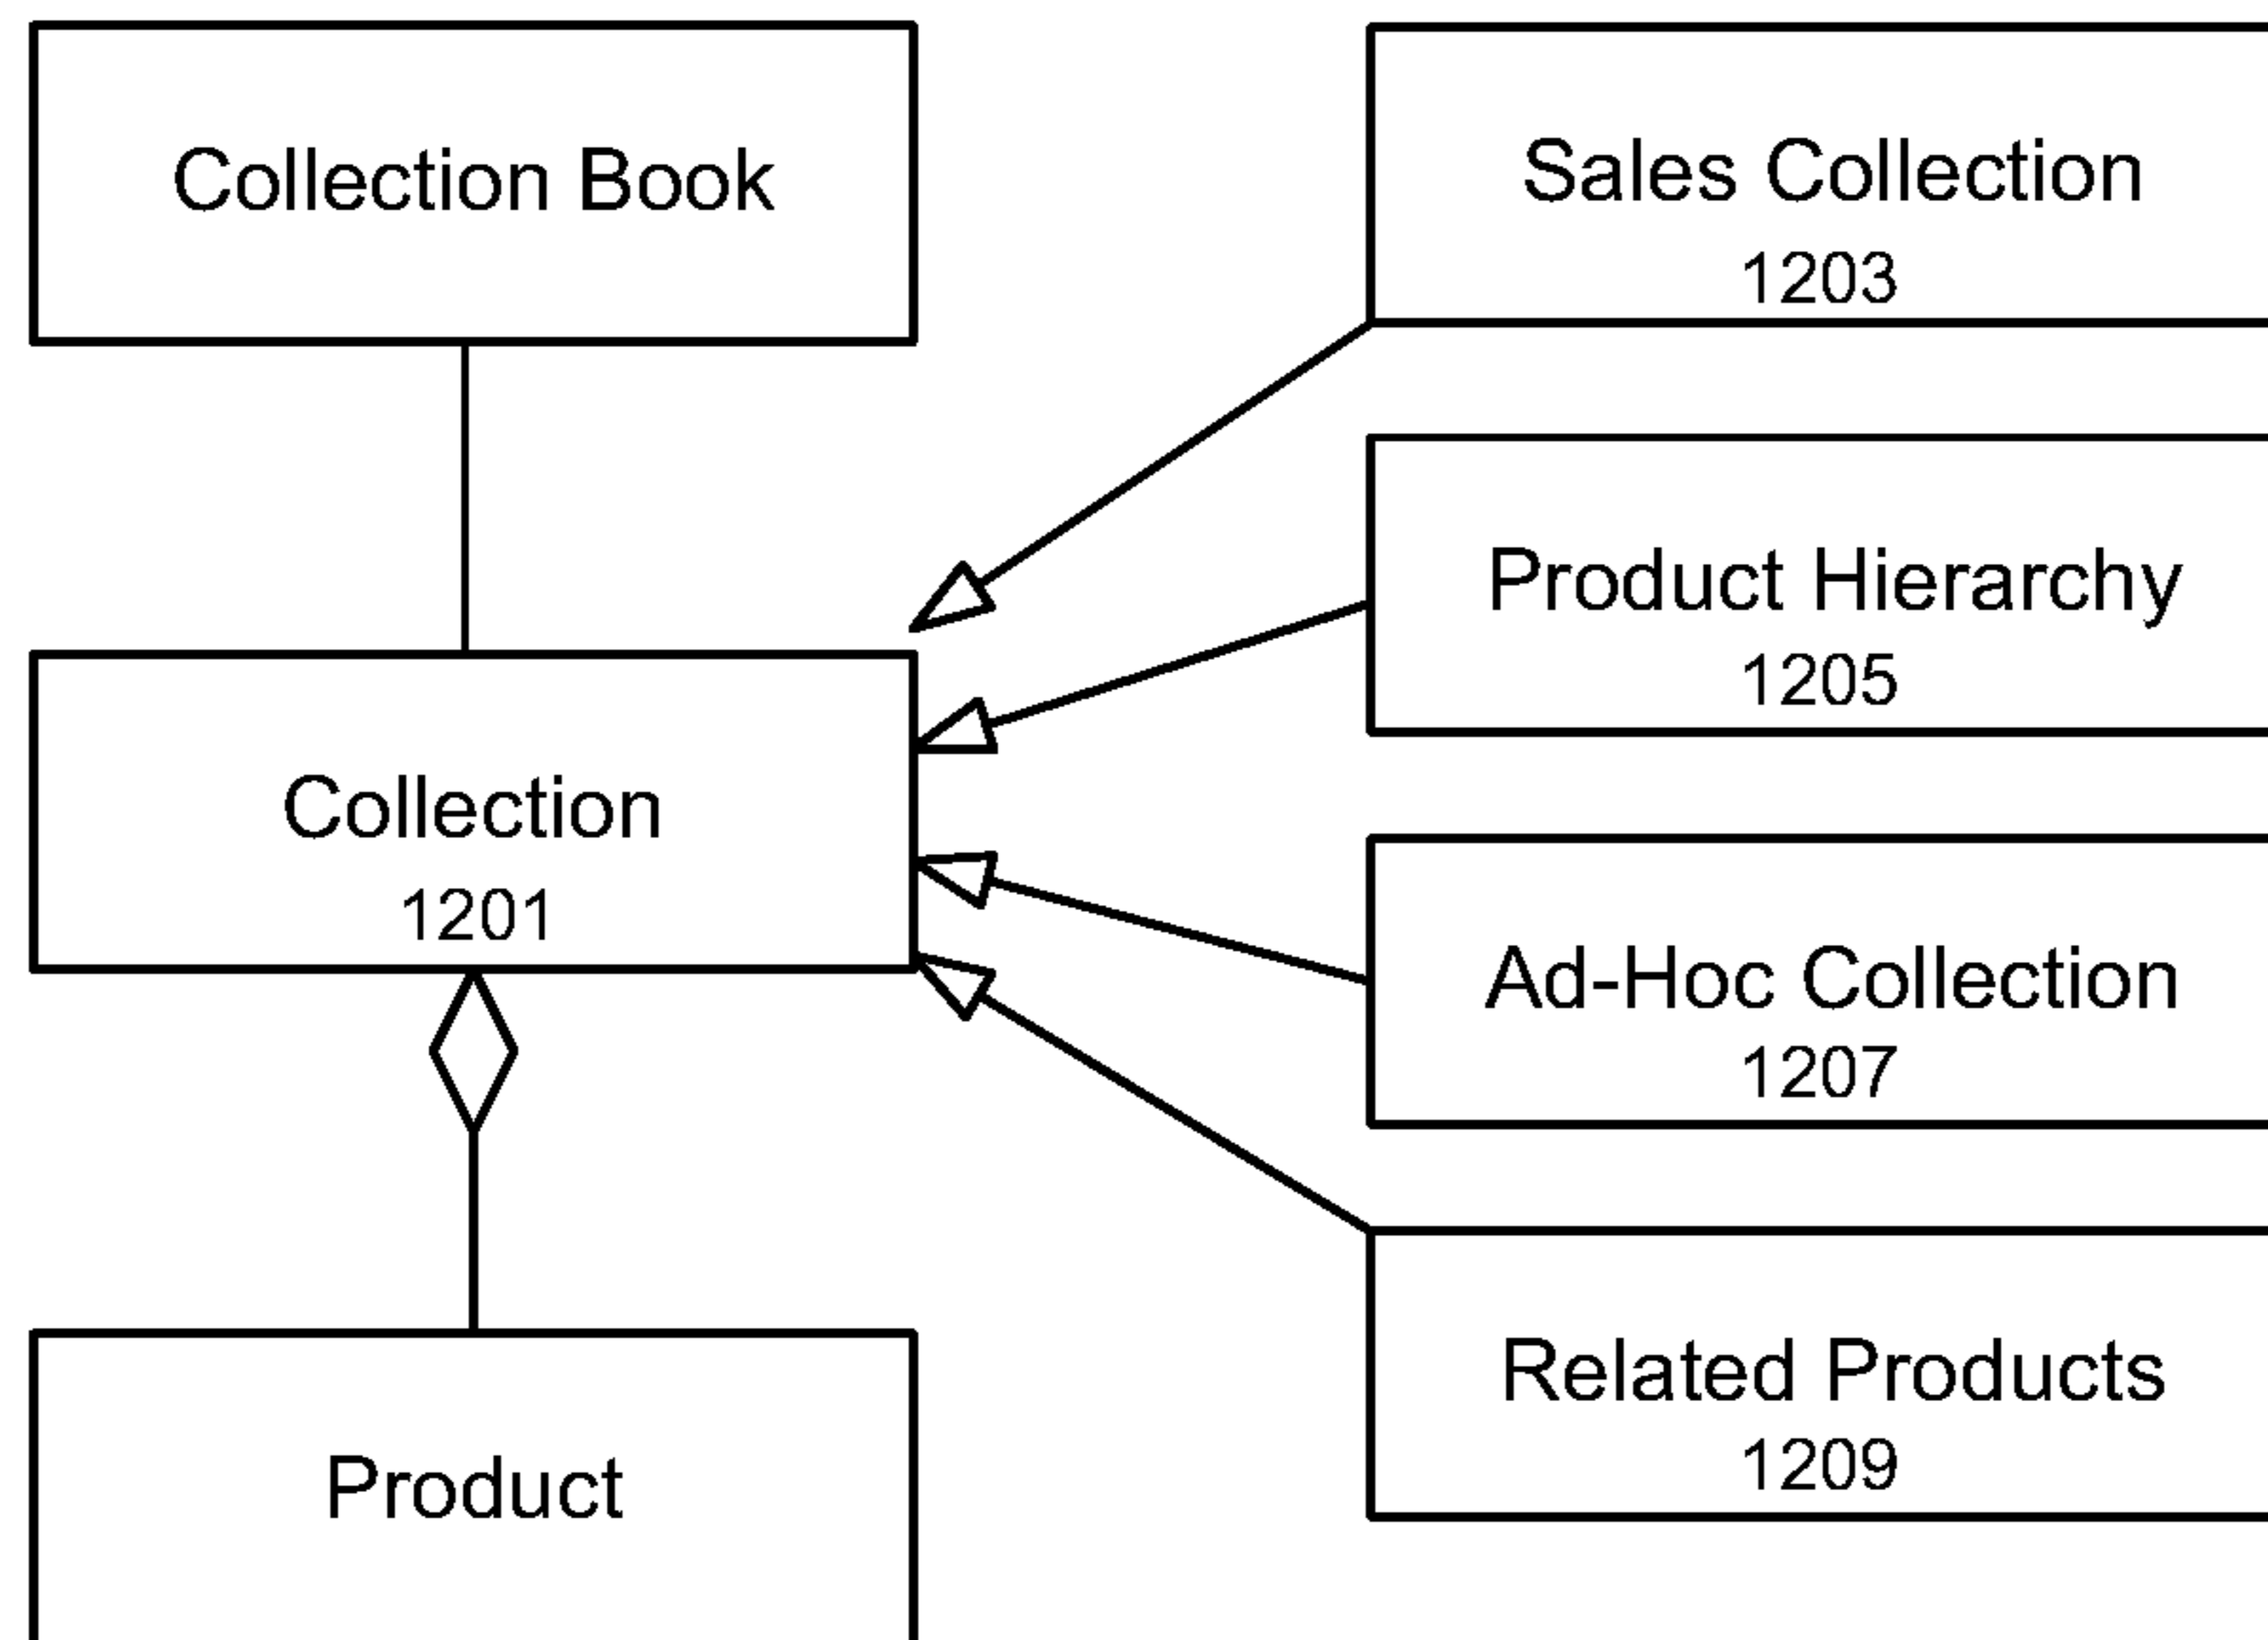 Collection Book
Sales Collection
1203
Product Hierarchy
1205
Collection
1201
Ad-Hoc Collection
1207
Related Products
1209
Product